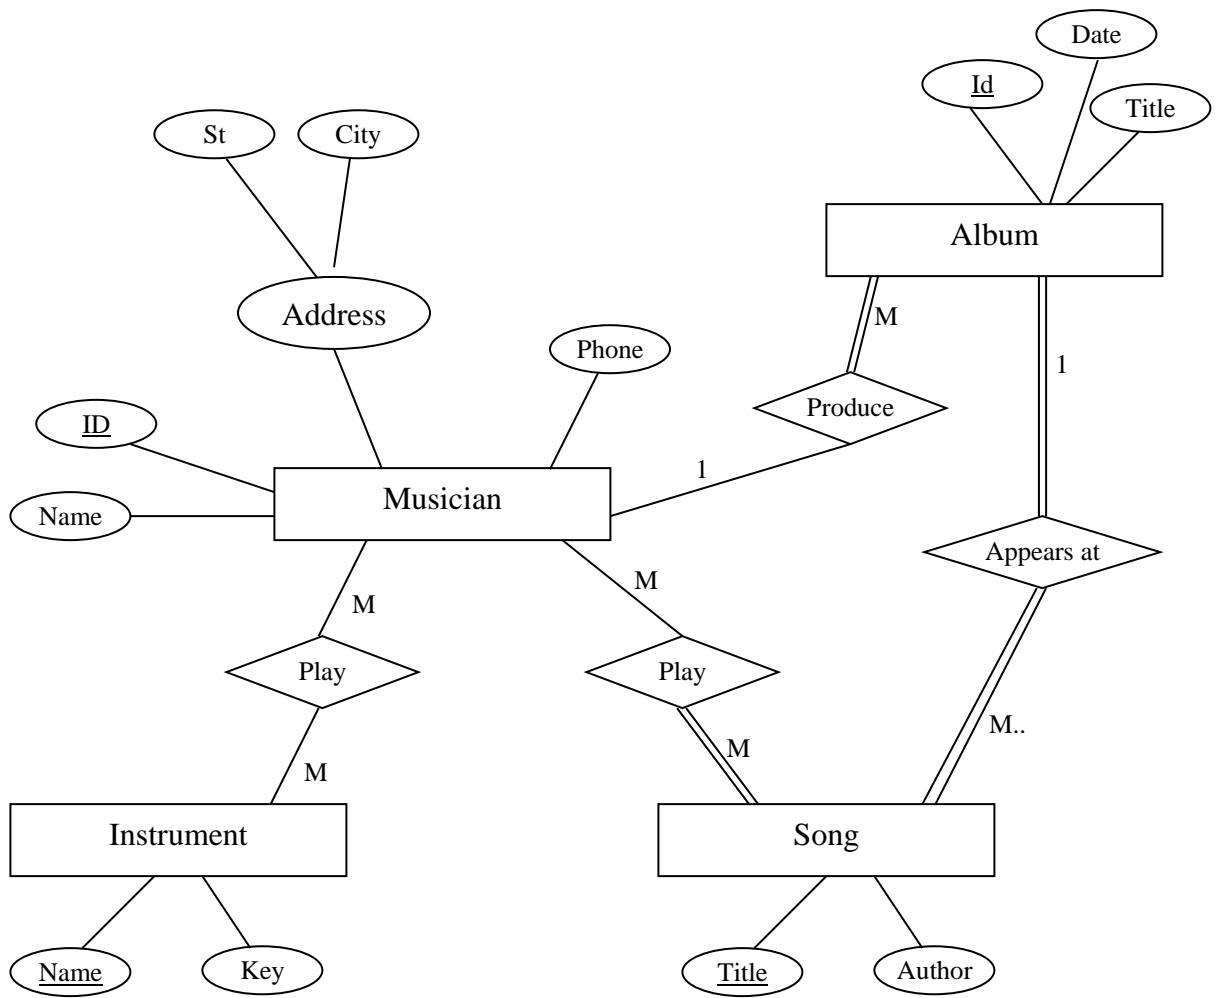 Date
Id
Title
St
City
Album
Address
M
Phone
1
Produce
ID
1
Musician
Name
Appears at
M
M
Play
Play
M..
M
M
Instrument
Song
Name
Key
Title
Author